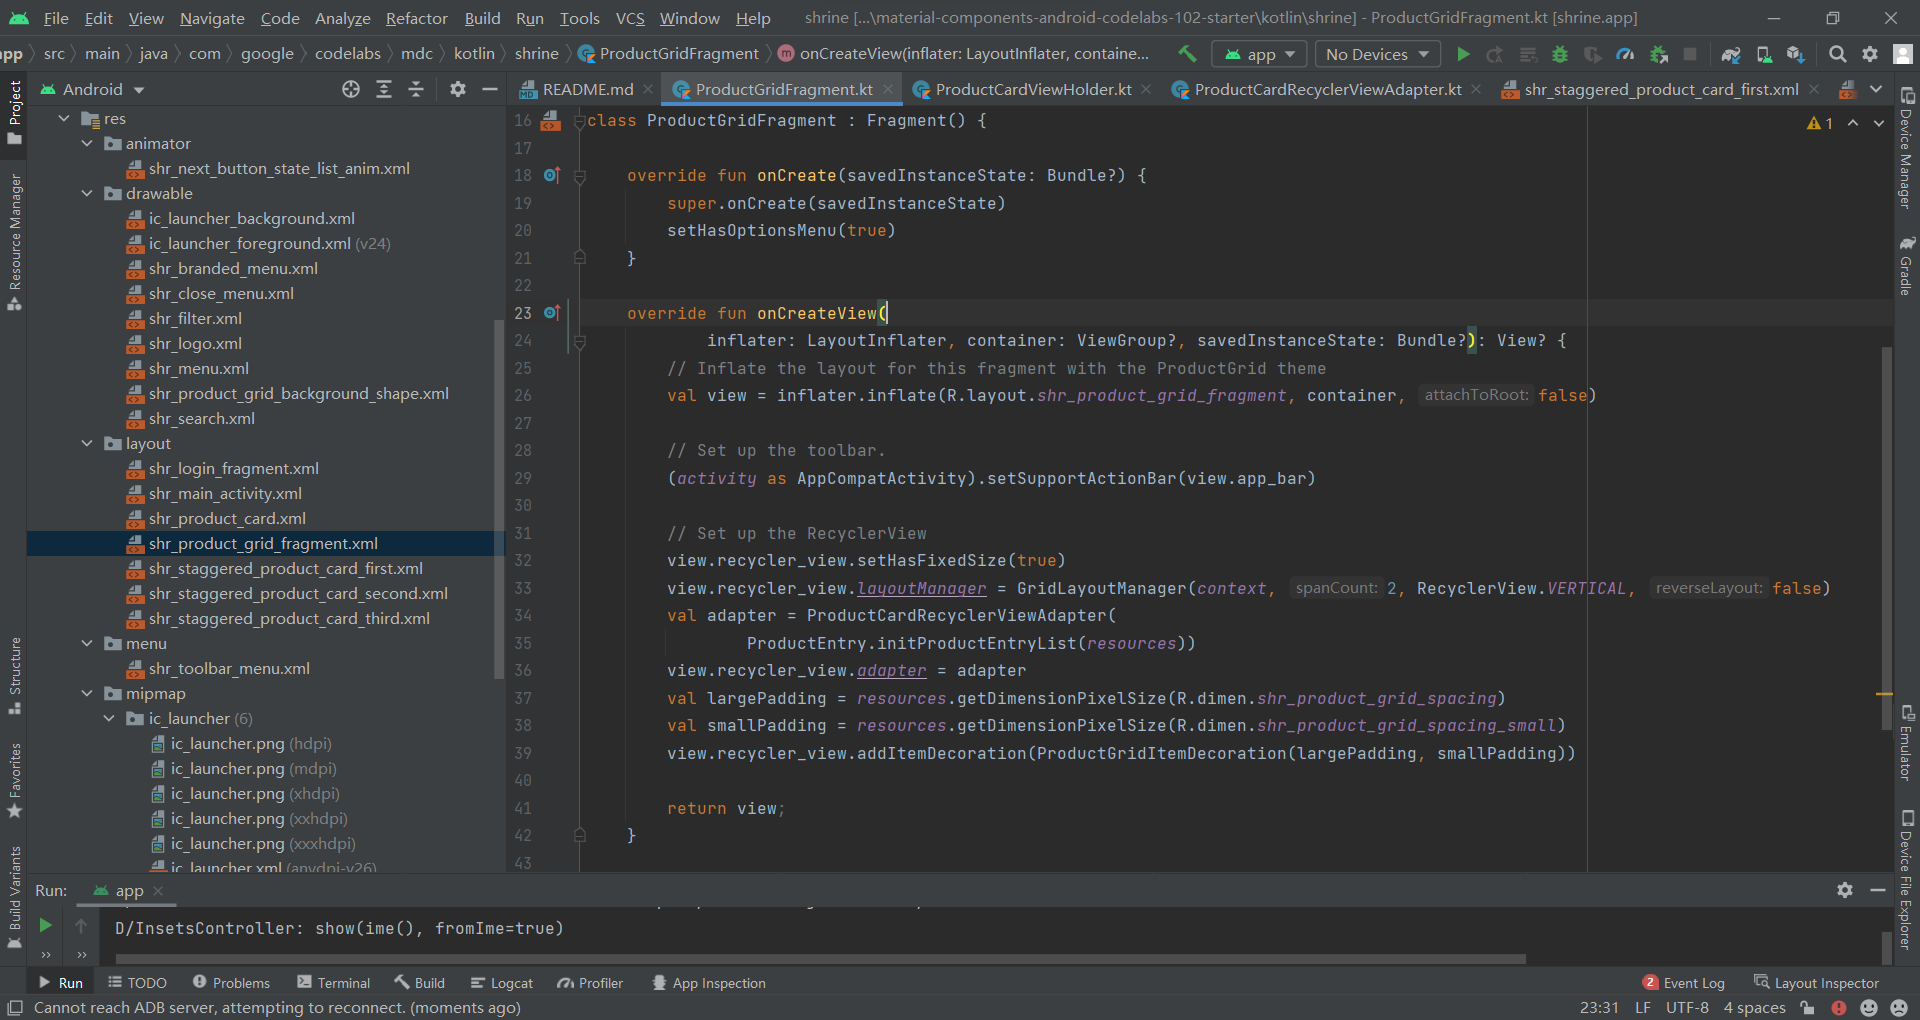 File Edit View Navigate Code Analyze Refactor Build Run Tools VCS Window Help shrine [...\material-components-android-codelabs-102-starter\kotlin\shrine] - ProductGridFragment.kt [shrine.app]
app src main java com google codelabs mdc kotlin shrine ProductGridFragment m onCreateView(inflater: LayoutInflater, containe... app No Devices
Android
README.md ProductGridFragment.kt ProductCardViewHolder.kt ProductCardRecyclerViewAdapter.kt shr_staggered_product_card_first.xml
Project
Resource Manager
Structure
Favorites
Build Variants
res
animator
shr_next_button_state_list_anim.xml
drawable
ic_launcher_background.xml
ic_launcher_foreground.xml (v24)
shr_branded_menu.xml
shr_close_menu.xml
shr_filter.xml
shr_logo.xml
shr_menu.xml
shr_product_grid_background_shape.xml
shr_search.xml
layout
shr_login_fragment.xml
shr_main_activity.xml
shr_product_card.xml
shr_product_grid_fragment.xml
shr_staggered_product_card_first.xml
shr_staggered_product_card_second.xml
shr_staggered_product_card_third.xml
menu
shr_toolbar_menu.xml
mipmap
ic_launcher (6)
ic_launcher.png (hdpi)
ic_launcher.png (mdpi)
ic_launcher.png (xhdpi)
ic_launcher.png (xxhdpi)
ic_launcher.png (xxxhdpi)
ic_launcher.xml (anydpi-v26)
16 class ProductGridFragment : Fragment() {
17
18 override fun onCreate(savedInstanceState: Bundle?) {
19 super.onCreate(savedInstanceState)
20 setHasOptionsMenu(true)
21 }
22
23 override fun onCreateView(
24 inflater: LayoutInflater, container: ViewGroup?, savedInstanceState: Bundle?): View? {
25 // Inflate the layout for this fragment with the ProductGrid theme
26 val view = inflater.inflate(R.layout.shr_product_grid_fragment, container, attachToRoot: false)
27
28 // Set up the toolbar.
29 (activity as AppCompatActivity).setSupportActionBar(view.app_bar)
30
31 // Set up the RecyclerView
32 view.recycler_view.setHasFixedSize(true)
33 view.recycler_view.layoutManager = GridLayoutManager(context, spanCount: 2, RecyclerView.VERTICAL, reverseLayout: false)
34 val adapter = ProductCardRecyclerViewAdapter(
35 ProductEntry.initProductEntryList(resources))
36 view.recycler_view.adapter = adapter
37 val largePadding = resources.getDimensionPixelSize(R.dimen.shr_product_grid_spacing)
38 val smallPadding = resources.getDimensionPixelSize(R.dimen.shr_product_grid_spacing_small)
39 view.recycler_view.addItemDecoration(ProductGridItemDecoration(largePadding, smallPadding))
40
41 return view;
42 }
43
1
Device Manager
Gradle
Emulator
Device File Explorer
Run: app
D/InsetsController: show(ime(), fromIme=true)
Run TODO Problems Terminal Build Logcat Profiler App Inspection 2 Event Log Layout Inspector
Cannot reach ADB server, attempting to reconnect. (moments ago) 23:31 LF UTF-8 4 spaces